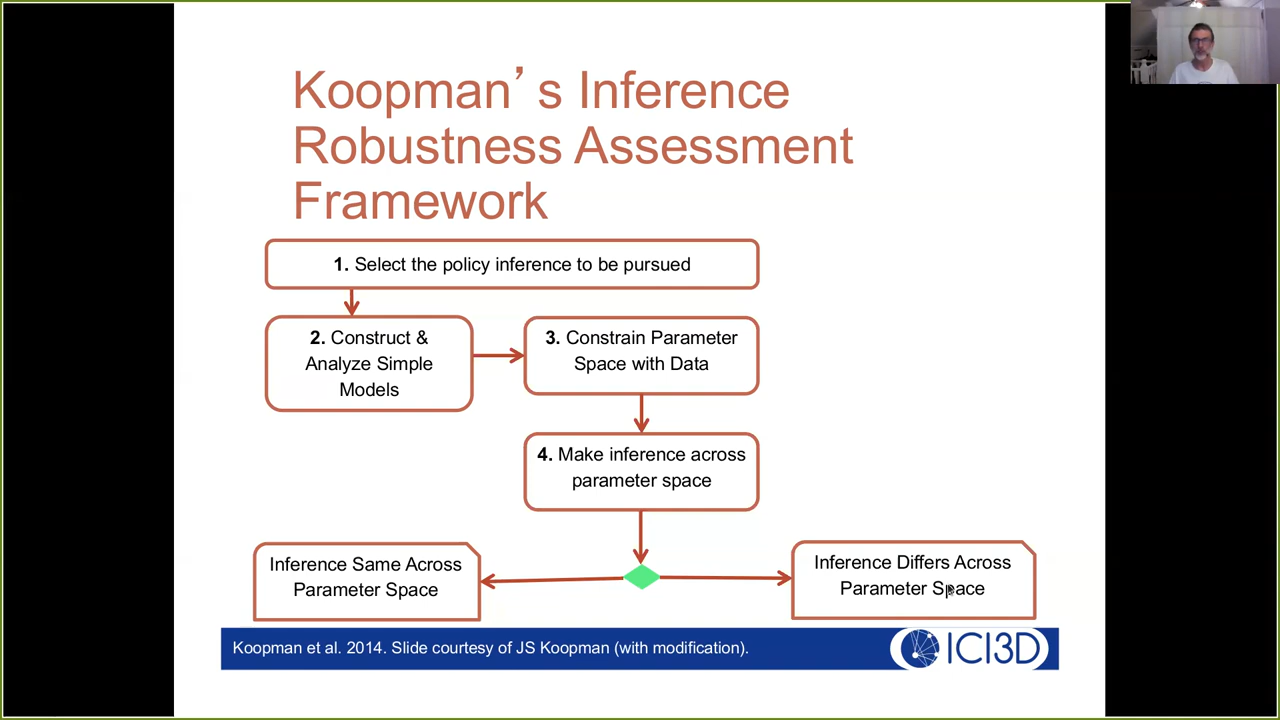 Koopman’s Inference
Robustness Assessment
Framework
1. Select the policy inference to be pursued
2. Construct &
Analyze Simple
Models
3. Constrain Parameter
Space with Data
4. Make inference across
parameter space
Inference Same Across
Parameter Space
Inference Differs Across
Parameter Space
Koopman et al. 2014. Slide courtesy of JS Koopman (with modification).
ICI3D